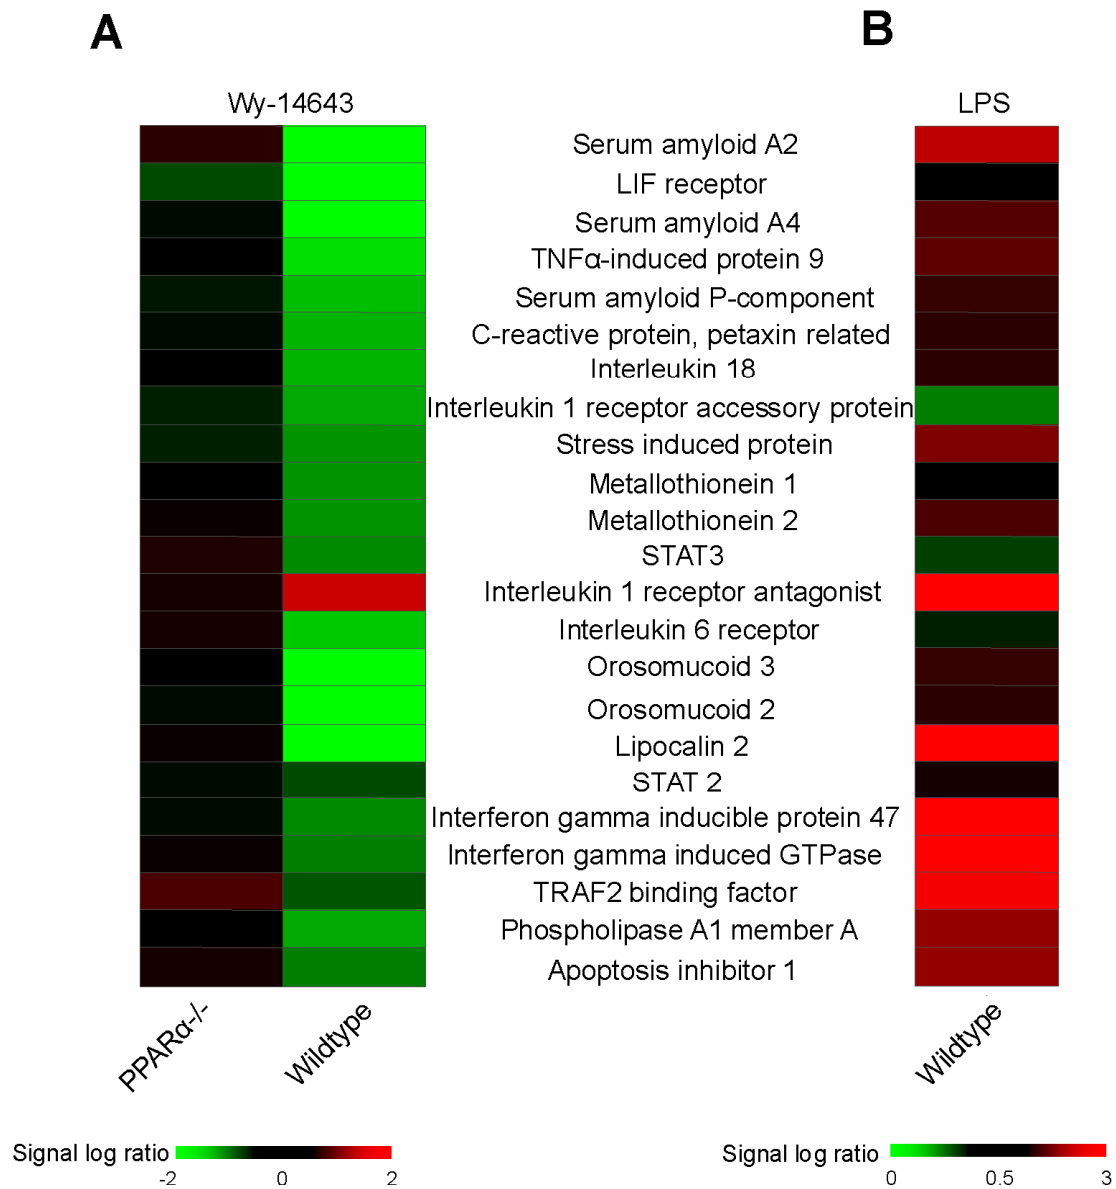 A
B
Wy-14643
LPS
Serum amyloid A2
LIF receptor
Serum amyloid A4
TNFα-induced protein 9
Serum amyloid P-component
C-reactive protein, petaxin related
Interleukin 18
Interleukin 1 receptor accessory protein
Stress induced protein
Metallothionein 1
Metallothionein 2
STAT3
Interleukin 1 receptor antagonist
Interleukin 6 receptor
Orosomucoid 3
Orosomucoid 2
Lipocalin 2
STAT 2
Interferon gamma inducible protein 47
Interferon gamma induced GTPase
TRAF2 binding factor
Phospholipase A1 member A
Apoptosis inhibitor 1
PPARα-/-
Wildtype
Wildtype
Signal log ratio
-2 0 2
Signal log ratio
0 0.5 3